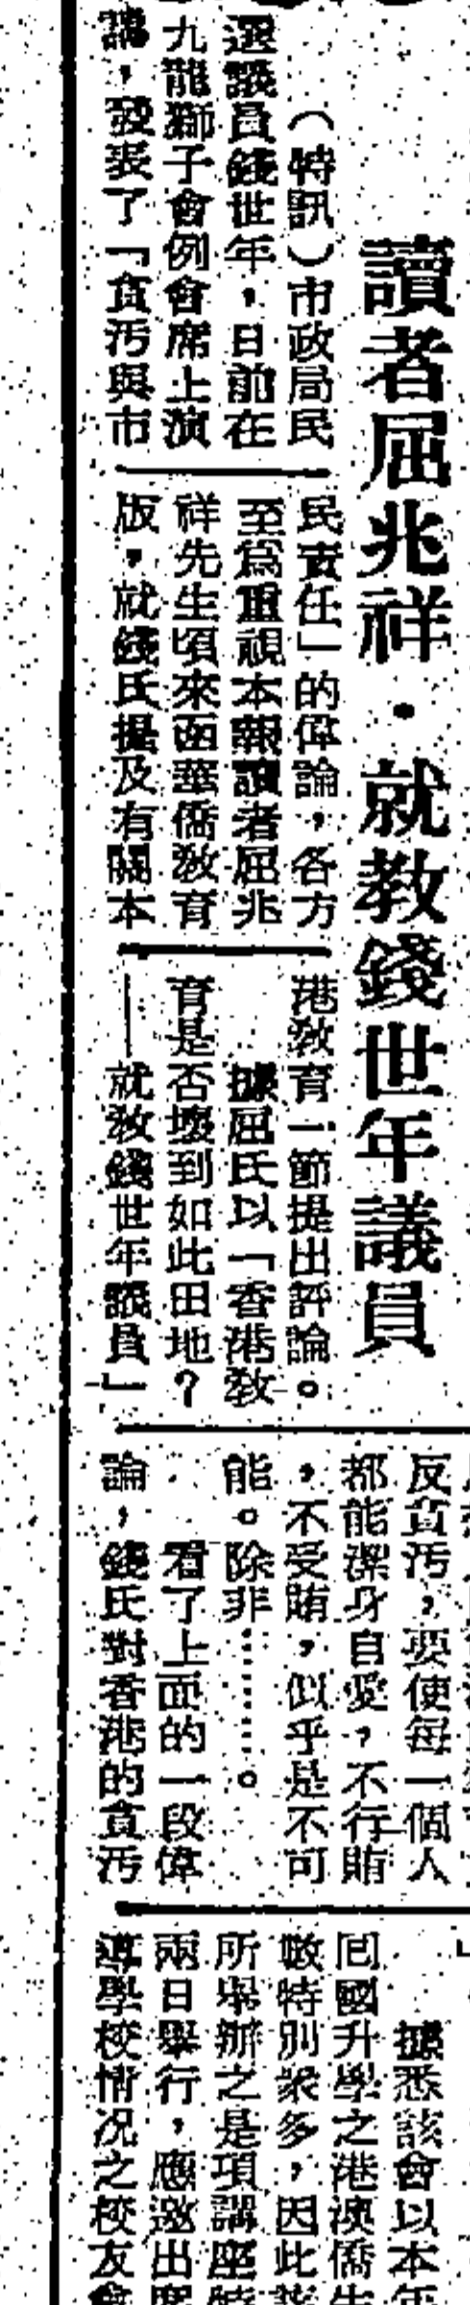 讀者屈兆祥・就教錢世年議員
（特訊）市政局民
選議員錢世年，日前在
九龍獅子會例會席上演
講，發表了「貪污與市
民責任」的偉論，各方
至爲重視本報讀者屈兆
祥先生頃來函華僑教育
版，就錢氏提及有關本
港教育一節提出評論。
據屈氏以「香港教
育是否壞到如此田地？
——就教錢世年議員」
反貪污，要使每一個人
都能潔身自愛，不行賄
，不受賄，似乎是不可
能。除非………。
看了上面的一段偉
論，錢氏對香港的貪污
據悉該會以本年
回國升學之港澳僑生
數特別衆多，因此該
所舉辦之是項講座特
兩日舉行，應邀出席
導學校情況之校友會